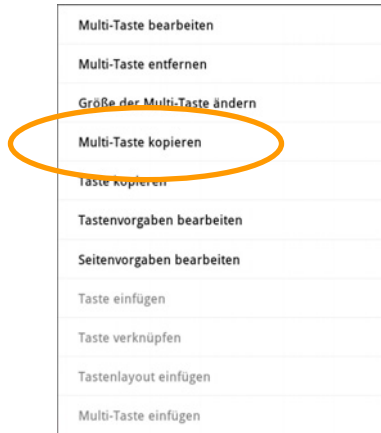 Multi-Taste bearbeiten
Multi-Taste entfernen
Größe der Multi-Taste ändern
Multi-Taste kopieren
Taste kopieren
Tastenvorgaben bearbeiten
Seitenvorgaben bearbeiten
Taste einfügen
Taste verknüpfen
Tastenlayout einfügen
Multi-Taste einfügen